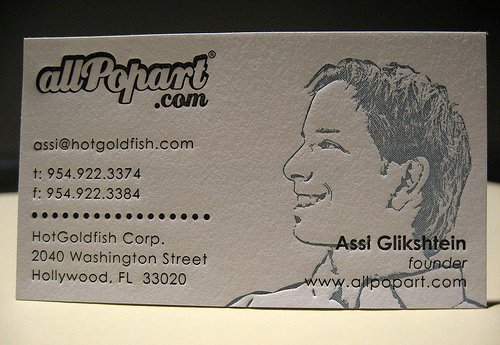 allPopart®
.com
assi@hotgoldfish.com
t: 954.922.3374
f: 954.922.3384
HotGoldfish Corp.
2040 Washington Street
Hollywood, FL 33020
Assi Glikshtein
founder
www.allpopart.com